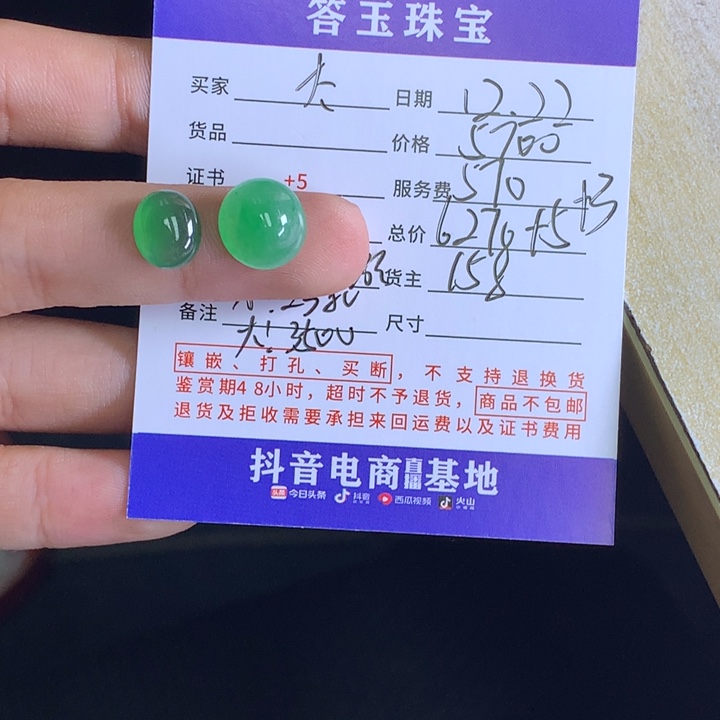 答玉珠宝
买家 大 日期 12.22
货品 价格 5700
证书 +5 服务费 570
总价 6270 +5 +3
货主 158
备注
大: 3500 尺寸
镶嵌、打孔、买断，不支持退换货
鉴赏期48小时，超时不予退货，商品不包邮
退货及拒收需要承担来回运费以及证书费用
抖音电商直播基地
头条 今日头条 抖音 西瓜视频 火山